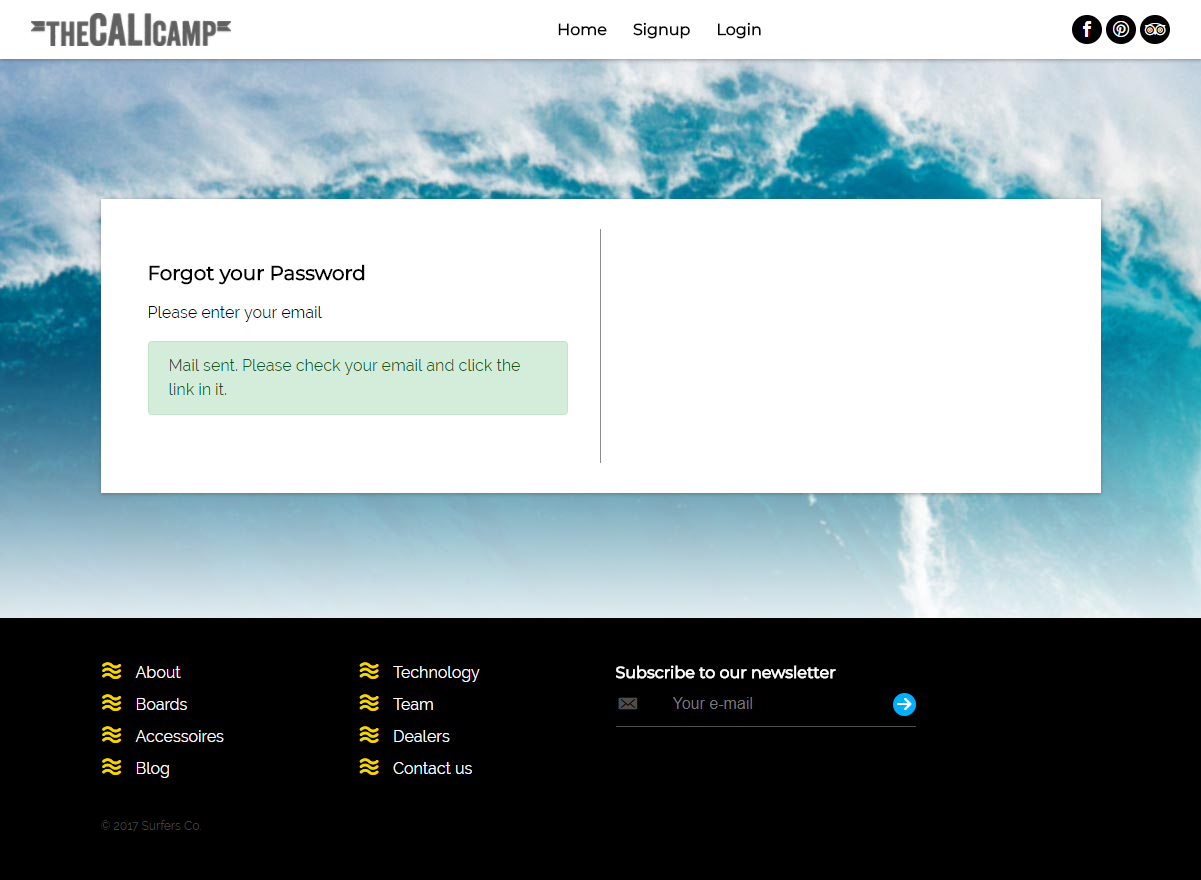 THECALICAMP
Home Signup Login
Forgot your Password
Please enter your email
Mail sent. Please check your email and click the
link in it.
About
Boards
Accessoires
Blog
Technology
Team
Dealers
Contact us
Subscribe to our newsletter
Your e-mail
© 2017 Surfers Co.